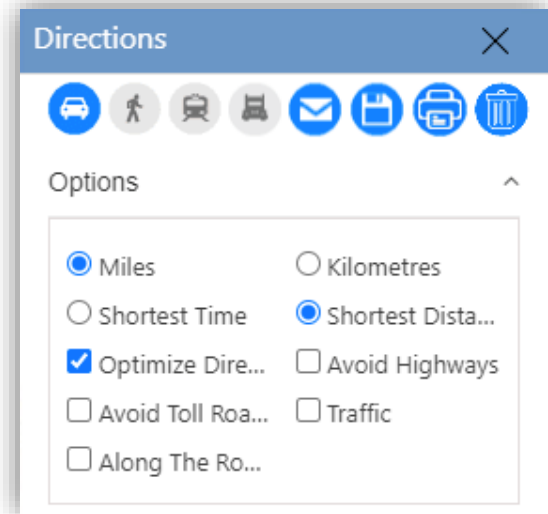 Directions
Options
Miles Kilometres
Shortest Time Shortest Dista...
Optimize Dire... Avoid Highways
Avoid Toll Roa... Traffic
Along The Ro...